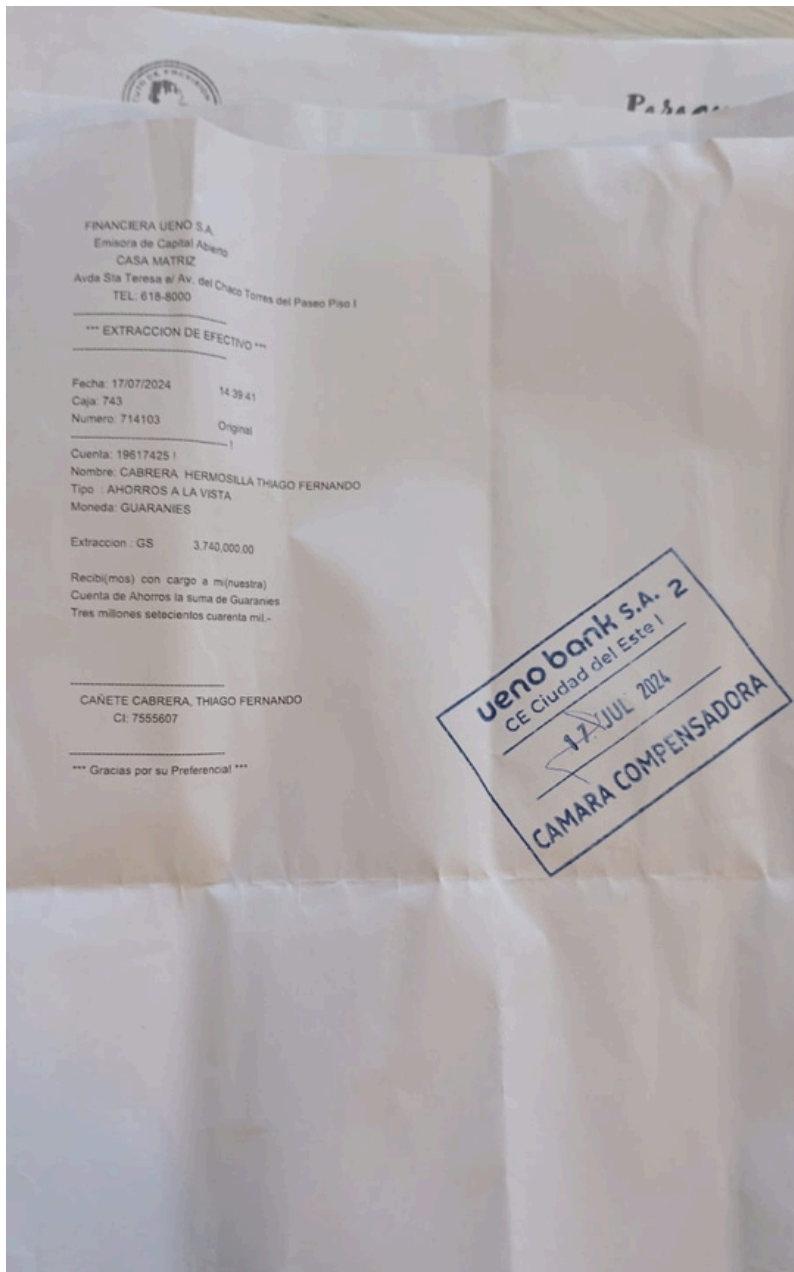 FINANCIERA UENO S.A.
Emisora de Capital Abierto
CASA MATRIZ
Avda Sta Teresa e/ Av. del Chaco Torres del Paseo Piso 1
TEL: 618-8000
*** EXTRACCION DE EFECTIVO ***
Fecha: 17/07/2024 14:39:41
Caja: 743
Numero: 714103 Original
Cuenta: 19617425 !
Nombre: CABRERA HERMOSILLA THIAGO FERNANDO
Tipo : AHORROS A LA VISTA
Moneda: GUARANIES
Extraccion : GS 3.740,000.00
Recibi(mos) con cargo a mi(nuestra)
Cuenta de Ahorros la suma de Guaranies
Tres millones setecientos cuarenta mil.-
CAÑETE CABRERA, THIAGO FERNANDO
CI: 7555607
*** Gracias por su Preferencia! ***
ueno bank S.A. 2
CE Ciudad del Este I
17 JUL 2024
CAMARA COMPENSADORA